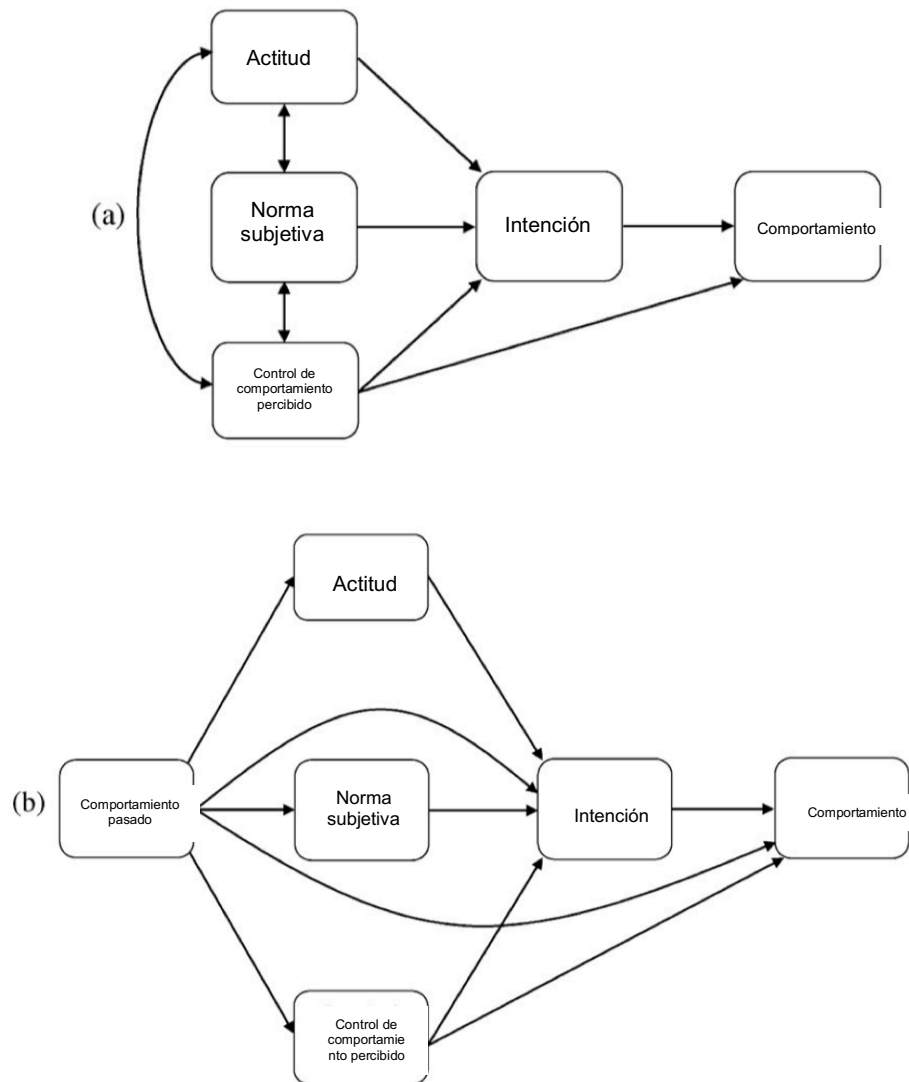 Actitud
(a)
Norma
subjetiva
Intención
Comportamiento
Control de
comportamiento
percibido
Actitud
(b)
Comportamiento
pasado
Norma
subjetiva
Intención
Comportamiento
Control de
comportamie
nto percibido